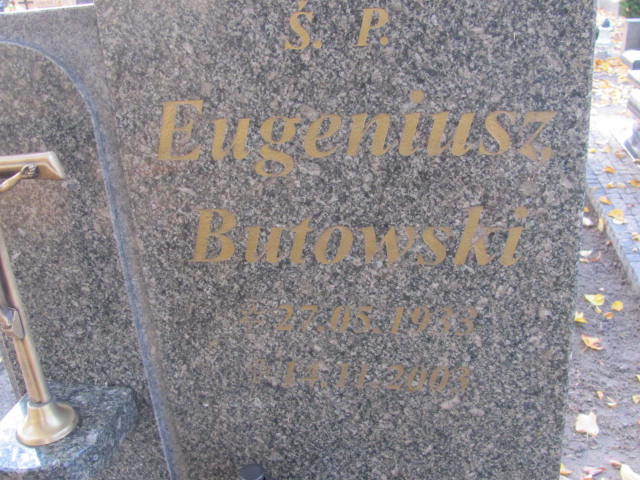 Ś. P.
Eugeniusz
Butowski
* 27.05.1933
† 14.11.2003